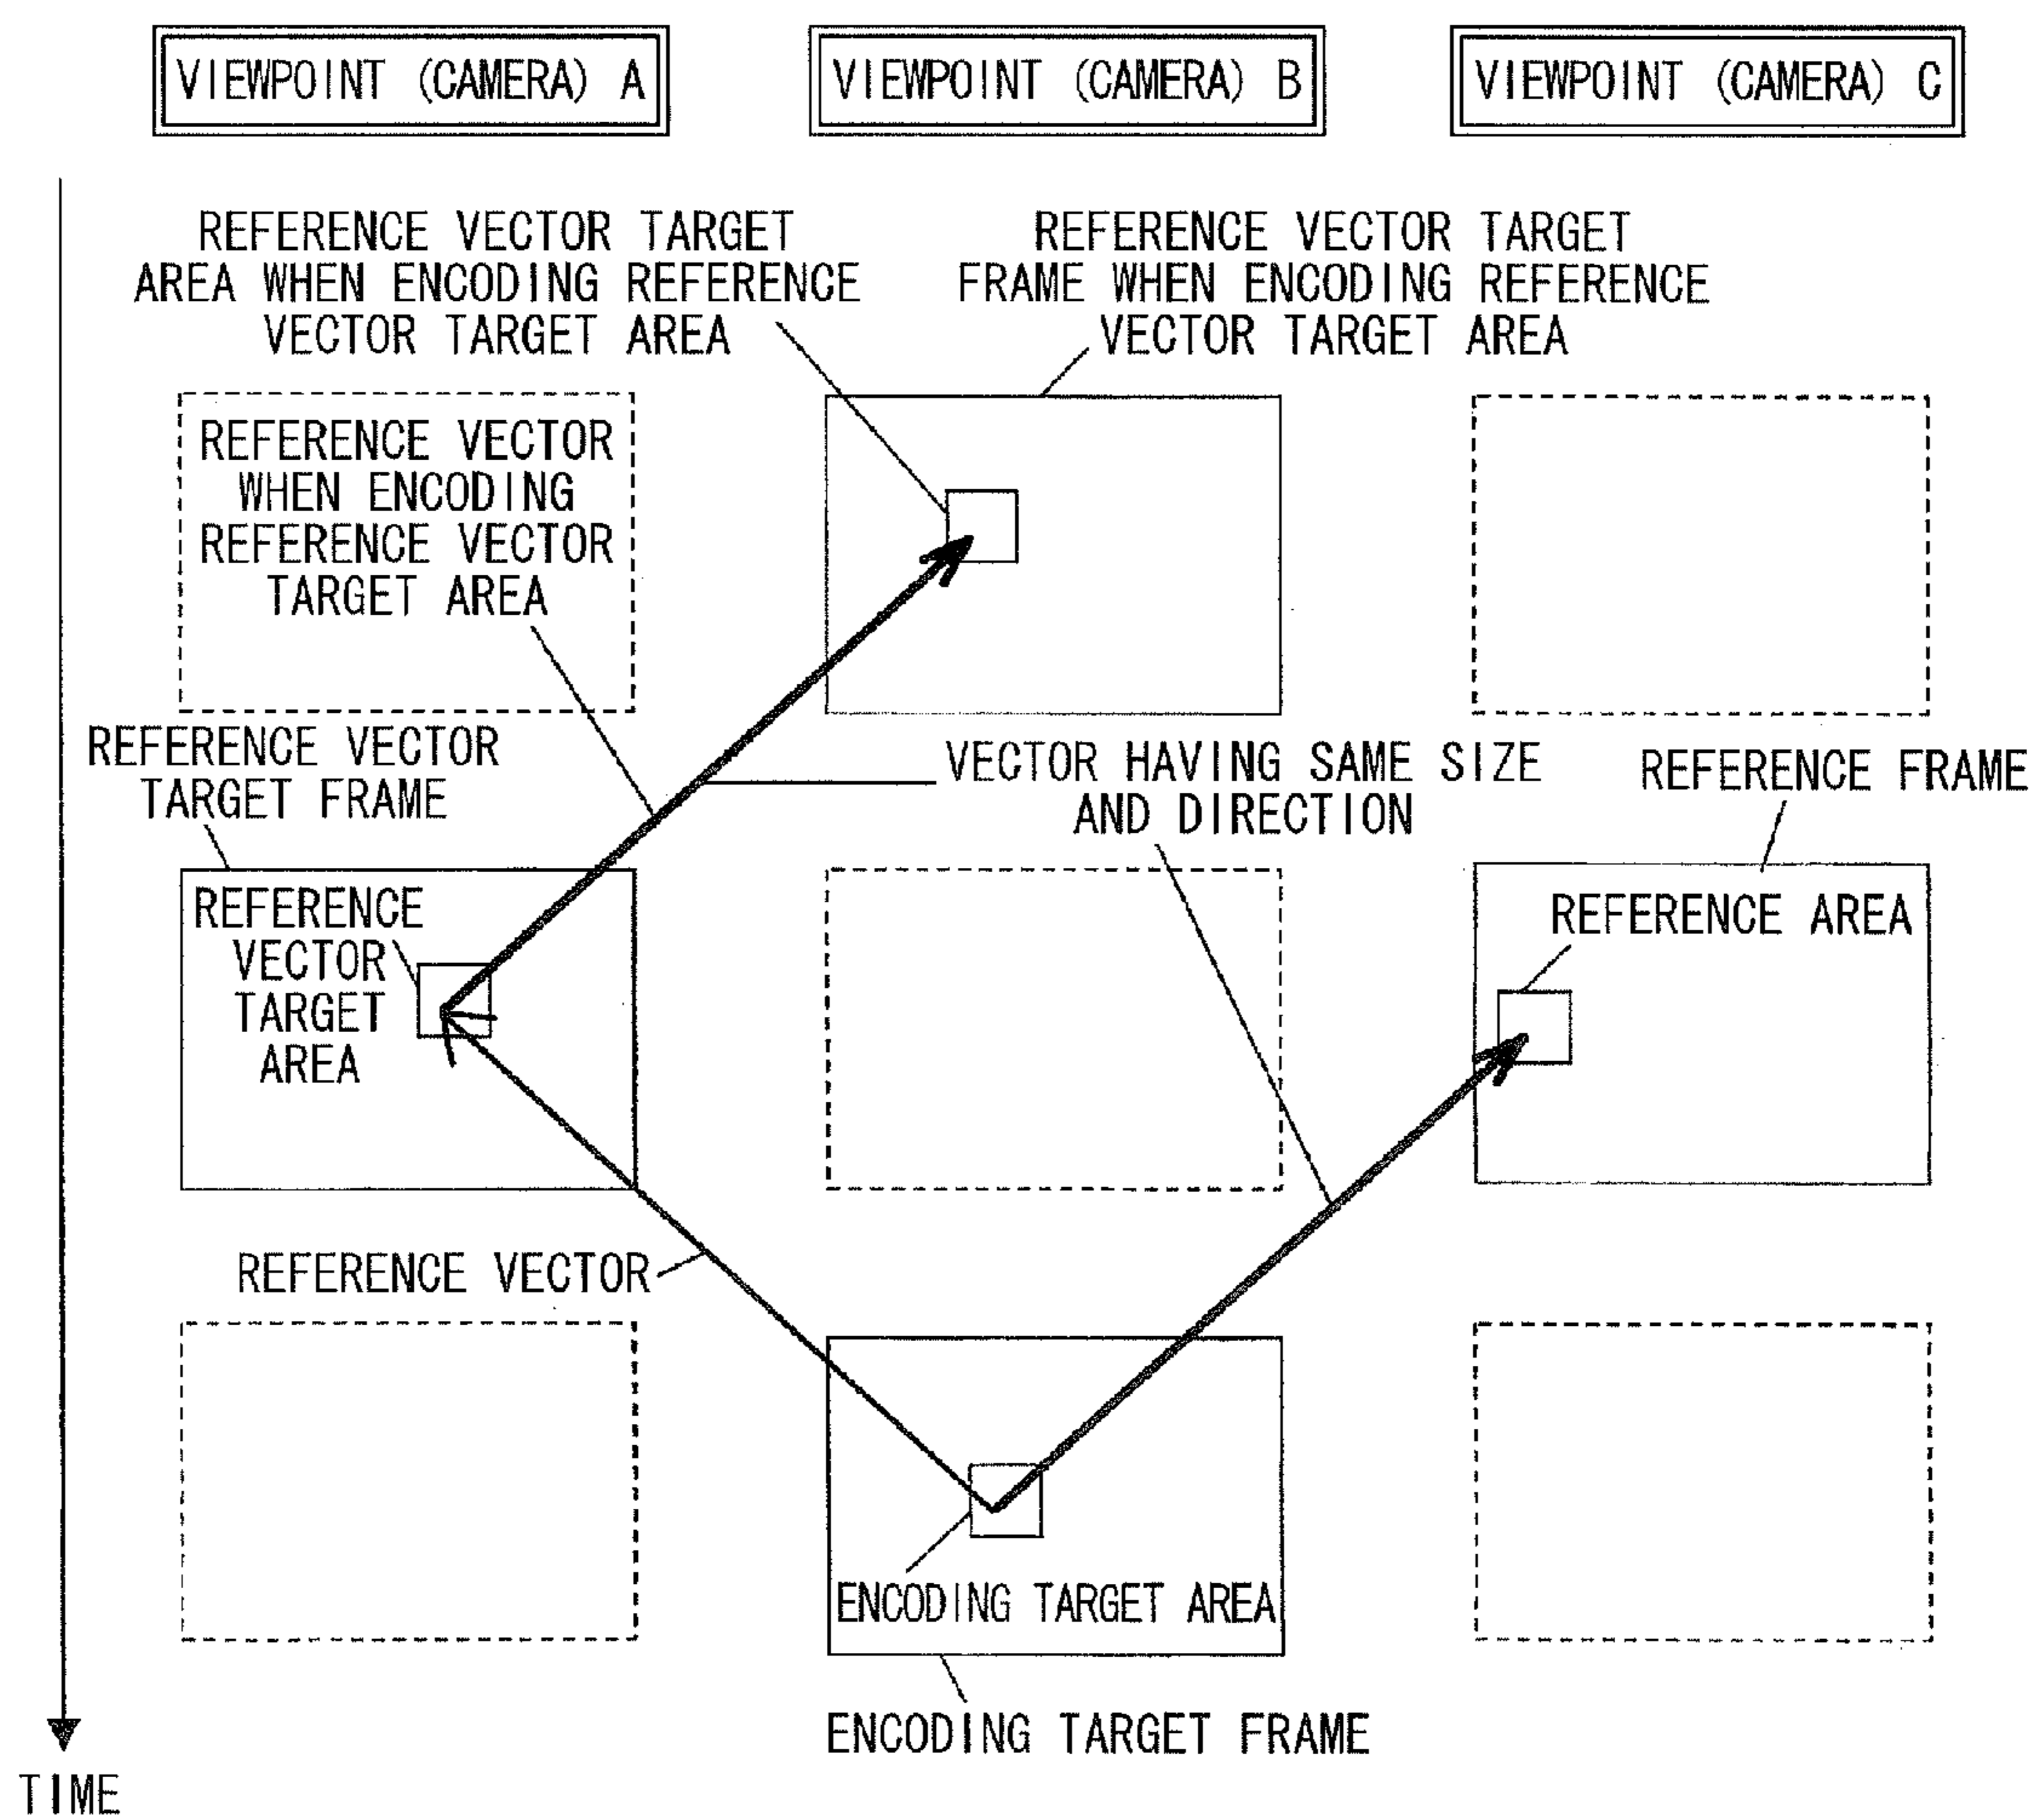 VIEWPOINT (CAMERA) A
VIEWPOINT (CAMERA) B
VIEWPOINT (CAMERA) C
REFERENCE VECTOR TARGET
AREA WHEN ENCODING REFERENCE
VECTOR TARGET AREA
REFERENCE VECTOR TARGET
FRAME WHEN ENCODING REFERENCE
VECTOR TARGET AREA
REFERENCE VECTOR
WHEN ENCODING
REFERENCE VECTOR
TARGET AREA
REFERENCE VECTOR
TARGET FRAME
VECTOR HAVING SAME SIZE
AND DIRECTION
REFERENCE FRAME
REFERENCE
VECTOR
TARGET
AREA
REFERENCE AREA
REFERENCE VECTOR
ENCODING TARGET AREA
ENCODING TARGET FRAME
TIME